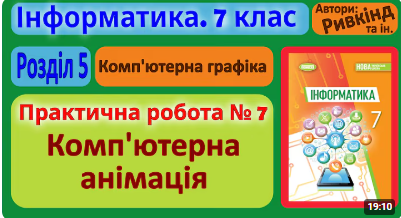 Інформатика. 7 клас
Автори:
Ривкінд
та ін.
Розділ 5
Комп'ютерна графіка
Практична робота № 7
Комп'ютерна
анімація
НОВА
ІНФОРМАТИКА
7
19:10